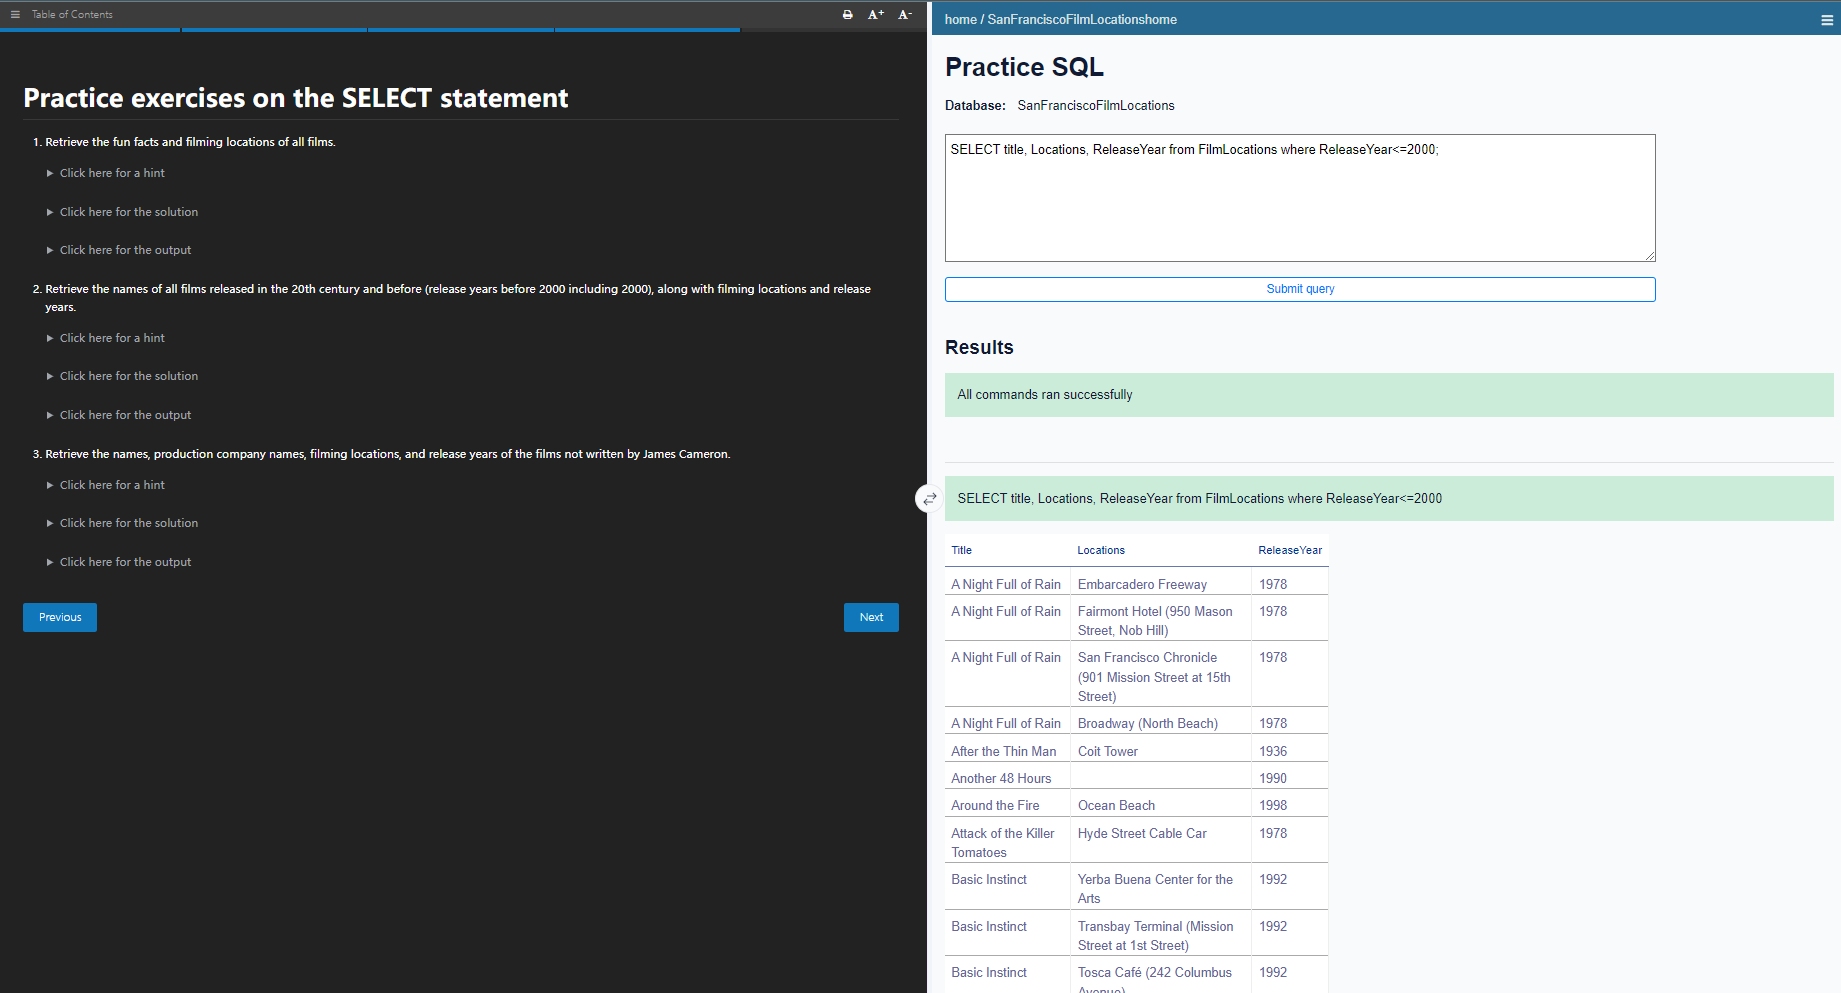 Table of Contents
A+ A-
Practice exercises on the SELECT statement
1. Retrieve the fun facts and filming locations of all films.
Click here for a hint
Click here for the solution
Click here for the output
2. Retrieve the names of all films released in the 20th century and before (release years before 2000 including 2000), along with filming locations and release
years.
Click here for a hint
Click here for the solution
Click here for the output
3. Retrieve the names, production company names, filming locations, and release years of the films not written by James Cameron.
Click here for a hint
Click here for the solution
Click here for the output
Previous
Next
home / SanFranciscoFilmLocationshome
Practice SQL
Database: SanFranciscoFilmLocations
SELECT title, Locations, ReleaseYear from FilmLocations where ReleaseYear<=2000;
Submit query
Results
All commands ran successfully
SELECT title, Locations, ReleaseYear from FilmLocations where ReleaseYear<=2000
Title Locations ReleaseYear
A Night Full of Rain Embarcadero Freeway 1978
A Night Full of Rain Fairmont Hotel (950 Mason 1978
Street, Nob Hill)
A Night Full of Rain San Francisco Chronicle 1978
(901 Mission Street at 15th
Street)
A Night Full of Rain Broadway (North Beach) 1978
After the Thin Man Coit Tower 1936
Another 48 Hours 1990
Around the Fire Ocean Beach 1998
Attack of the Killer Hyde Street Cable Car 1978
Tomatoes
Basic Instinct Yerba Buena Center for the 1992
Arts
Basic Instinct Transbay Terminal (Mission 1992
Street at 1st Street)
Basic Instinct Tosca Café (242 Columbus 1992
Avenue)